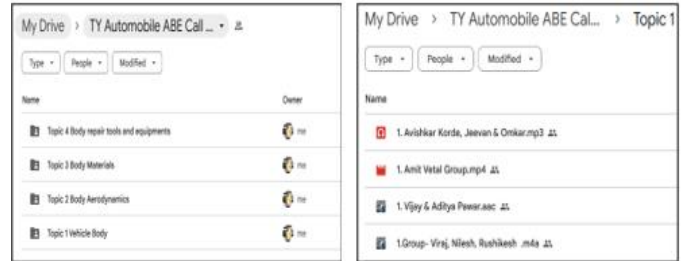 My Drive > TY Automobile ABE Call ...
Type People Modified
Name Owner
Topic 4 Body repair tools and equipments me
Topic 3 Body Materials me
Topic 2 Body Aerodynamics me
Topic 1 Vehicle Body me
My Drive > TY Automobile ABE Cal... > Topic 1
Type People Modified
Name
1. Avishkar Korde, Jeevan & Omkar.mp3
1. Amit Vetal Group.mp4
1. Vijay & Aditya Pawar.aac
1.Group- Viraj, Nilesh, Rushikesh .m4a